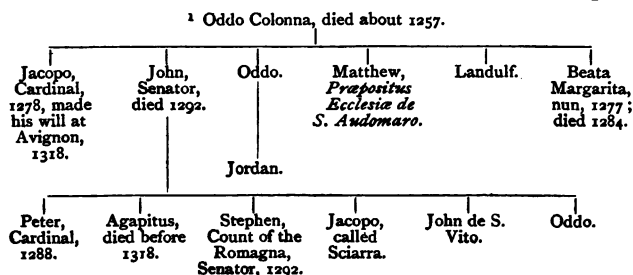 ¹ Oddo Colonna, died about 1257.
Jacopo,
Cardinal,
1278, made
his will at
Avignon,
1318.
John,
Senator,
died 1292.
Oddo.
Matthew,
Præpositus
Ecclesiæ de
S. Audomaro.
Landulf.
Beata
Margarita,
nun, 1277;
died 1284.
Jordan.
Peter,
Cardinal,
1288.
Agapitus,
died before
1318.
Stephen,
Count of the
Romagna,
Senator, 1292.
Jacopo,
called
Sciarra.
John de S.
Vito.
Oddo.